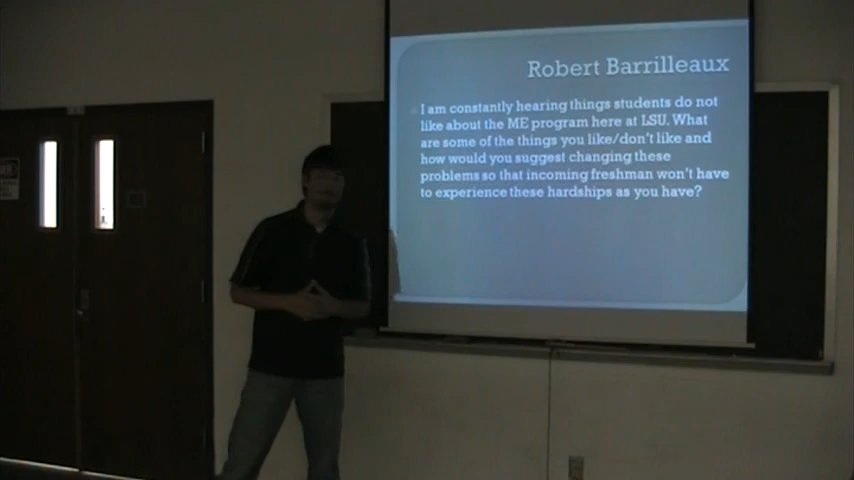 Robert Barrilleaux
I am constantly hearing things students do not
like about the ME program here at LSU. What
are some of the things you like/don't like and
how would you suggest changing these
problems so that incoming freshman won't have
to experience these hardships as you have?